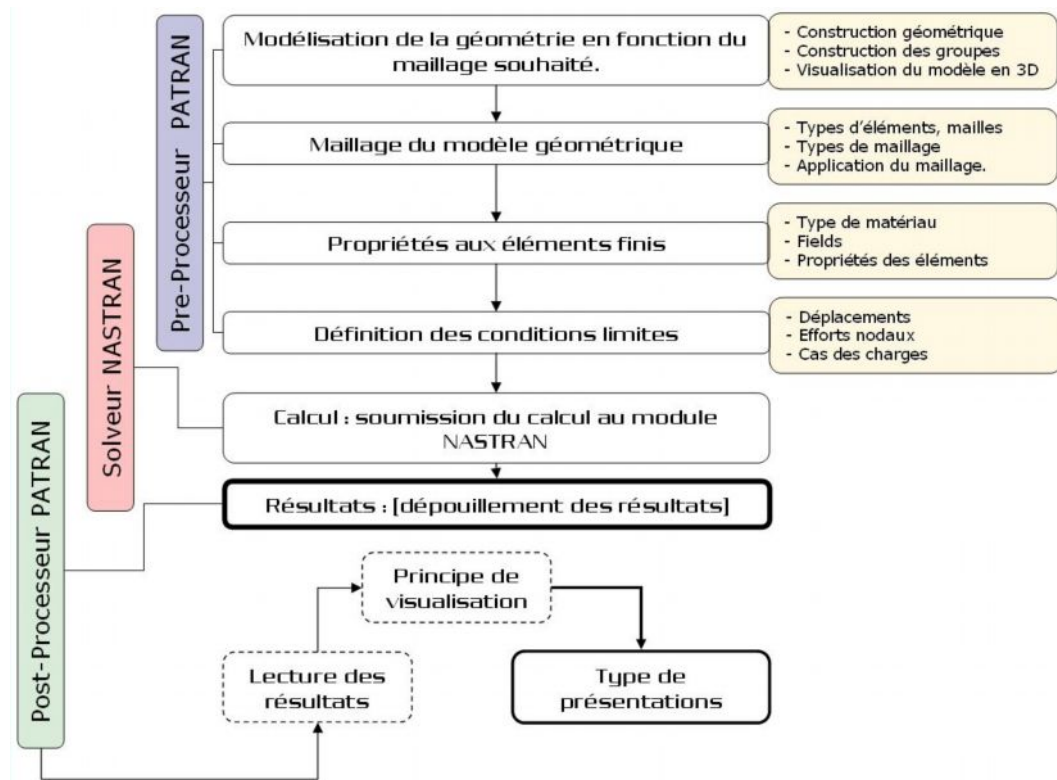 Pre-Processeur PATRAN
Modélisation de la géométrie en fonction du
maillage souhaité.
- Construction géométrique
- Construction des groupes
- Visualisation du modèle en 3D
Maillage du modèle géométrique
- Types d'éléments, mailles
- Types de maillage
- Application du maillage.
Propriétés aux éléments finis
- Type de matériau
- Fields
- Propriétés des éléments
Définition des conditions limites
- Déplacements
- Efforts nodaux
- Cas des charges
Solveur NASTRAN
Calcul : soumission du calcul au module
NASTRAN
Post-Processeur PATRAN
Résultats : [dépouillement des résultats]
Principe de
visualisation
Lecture des
résultats
Type de
présentations